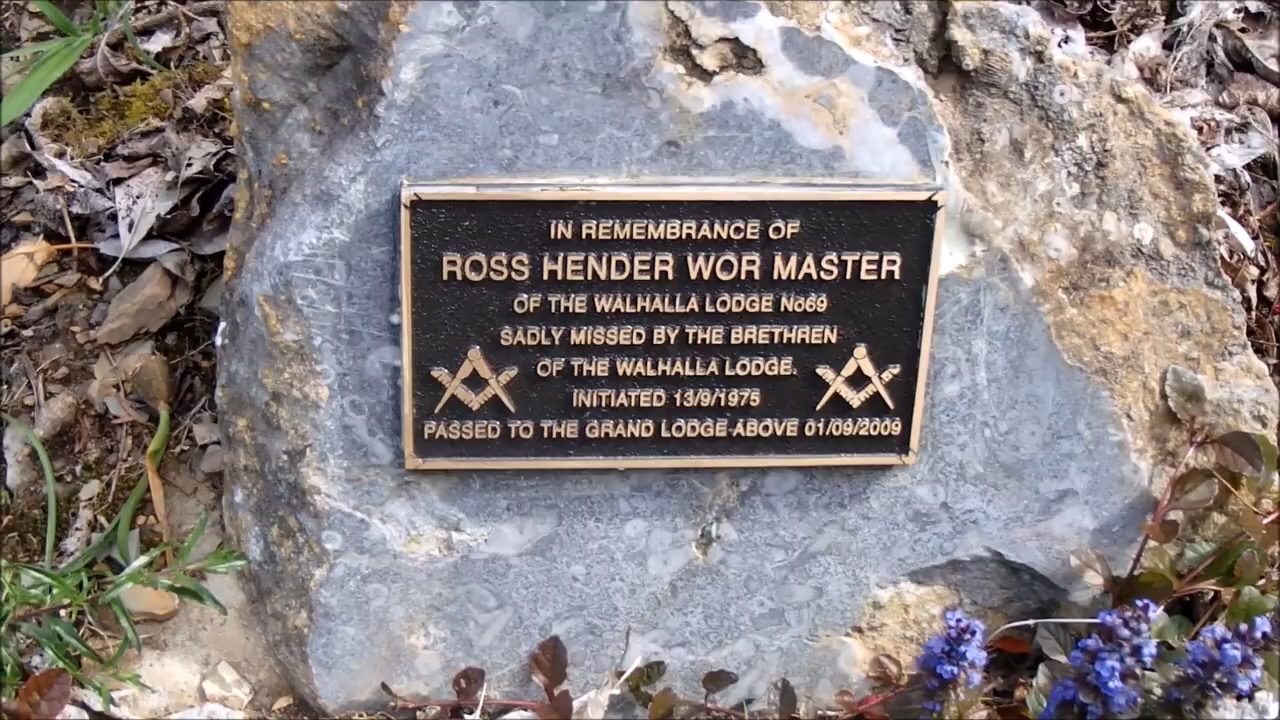 IN REMEMBRANCE OF
ROSS HENDER WOR MASTER
OF THE WALHALLA LODGE No69
SADLY MISSED BY THE BRETHREN
OF THE WALHALLA LODGE.
INITIATED 13/9/1975
PASSED TO THE GRAND LODGE ABOVE 01/09/2009